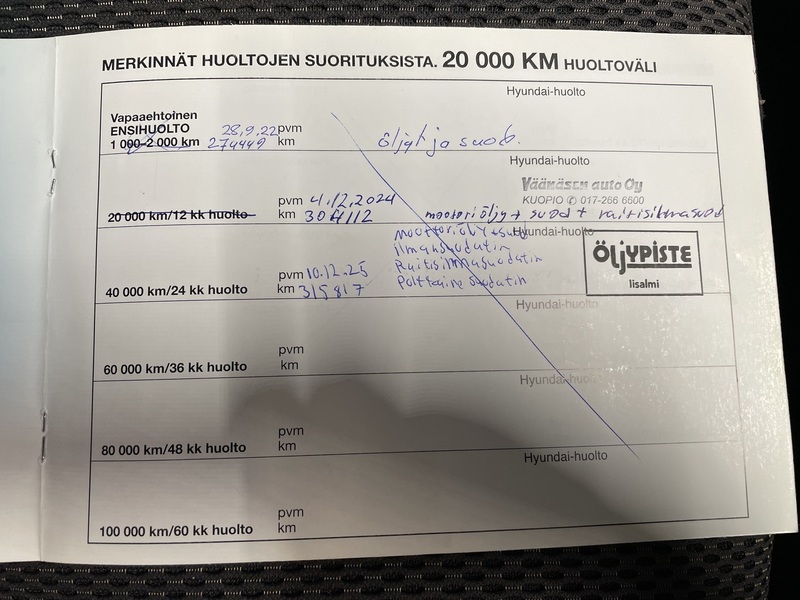 MERKINNÄT HUOLTOJEN SUORITUKSISTA. 20 000 KM HUOLTOVÄLI
Hyundai-huolto
Vapaaehtoinen
ENSIHUOLTO 28.9.22 pvm
1 000-2 000 km 274449 km öljyt ja suod.
Hyundai-huolto
Väänäsen auto Oy
KUOPIO ✆ 017-266 6600
pvm 4.12.2024
20 000 km/12 kk huolto km 304112 moottoriöljy + suod + raitisilmasuod
Hyundai-huolto
Moottoriöljy+suod
ilmansuodatin
pvm 10.12.25 Raitisilmasuodatin
40 000 km/24 kk huolto km 315817 Polttoaine suodatin
ÖLJYPISTE
Iisalmi
Hyundai-huolto
pvm
60 000 km/36 kk huolto km
Hyundai-huolto
pvm
80 000 km/48 kk huolto km
Hyundai-huolto
pvm
100 000 km/60 kk huolto km